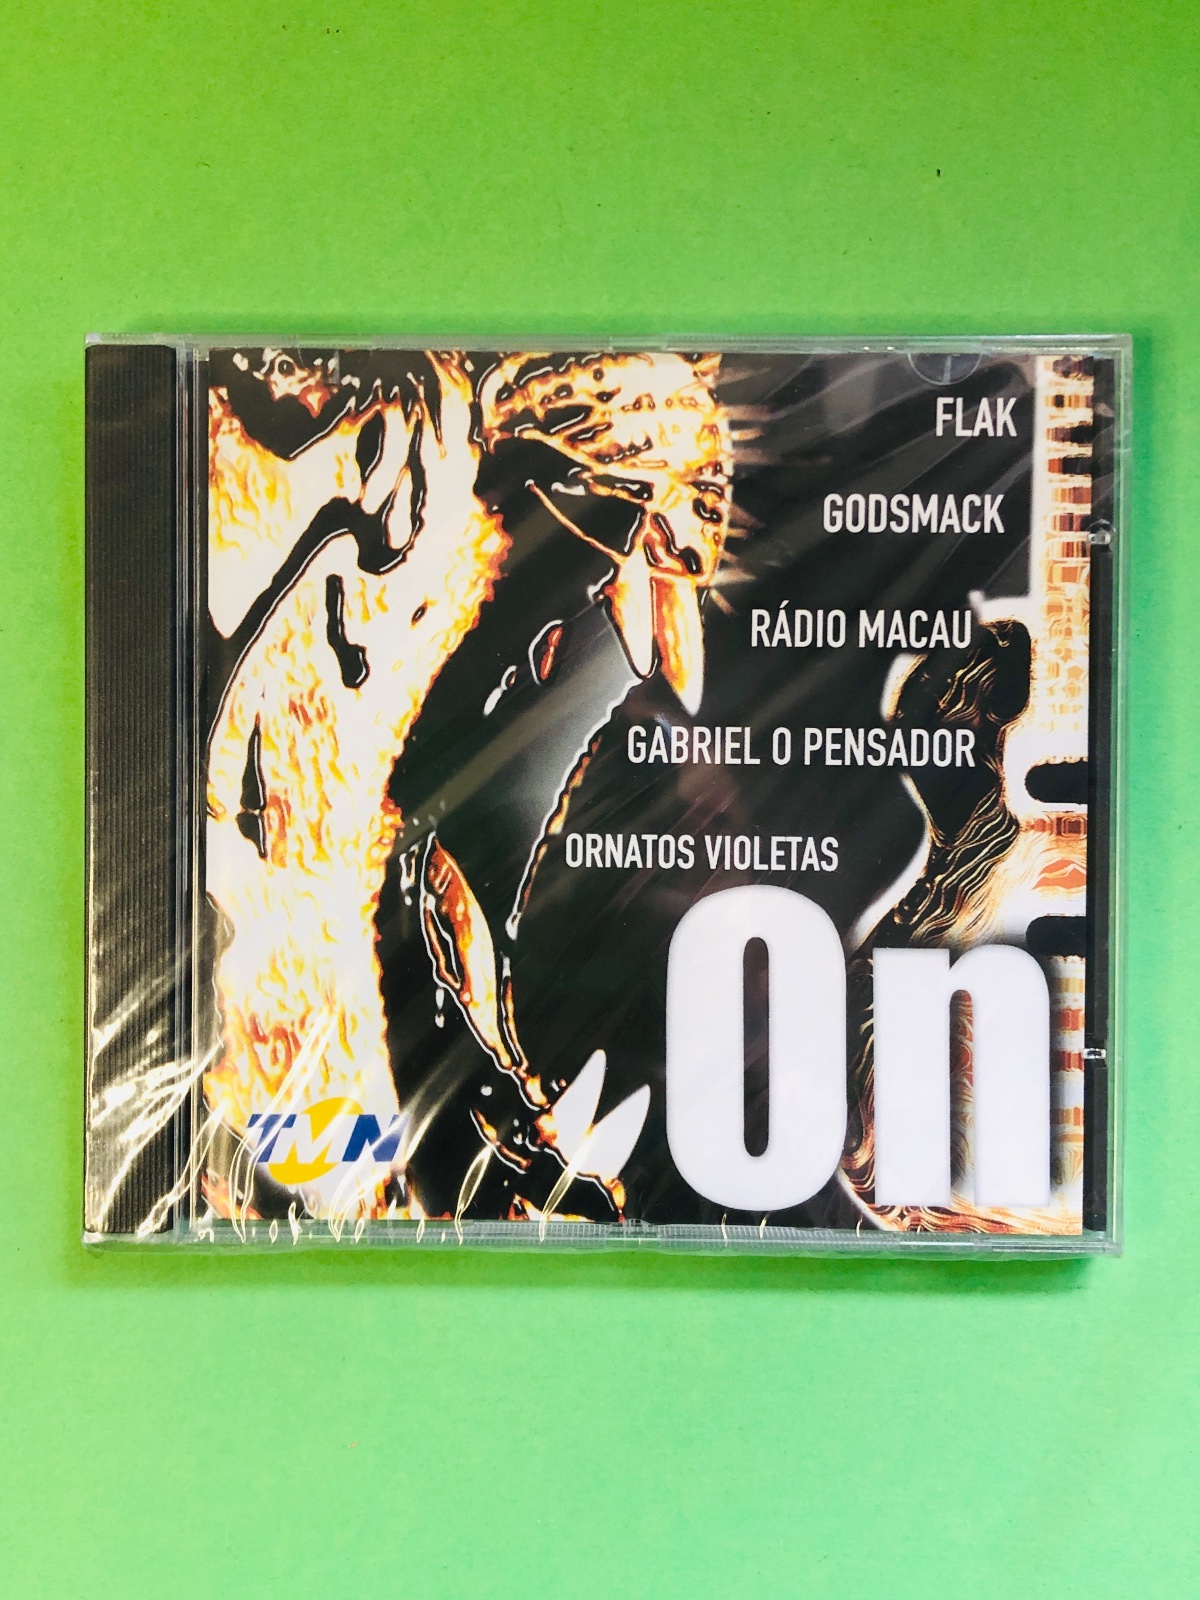 FLAK
GODSMACK
RÁDIO MACAU
GABRIEL O PENSADOR
ORNATOS VIOLETAS
On
TMN